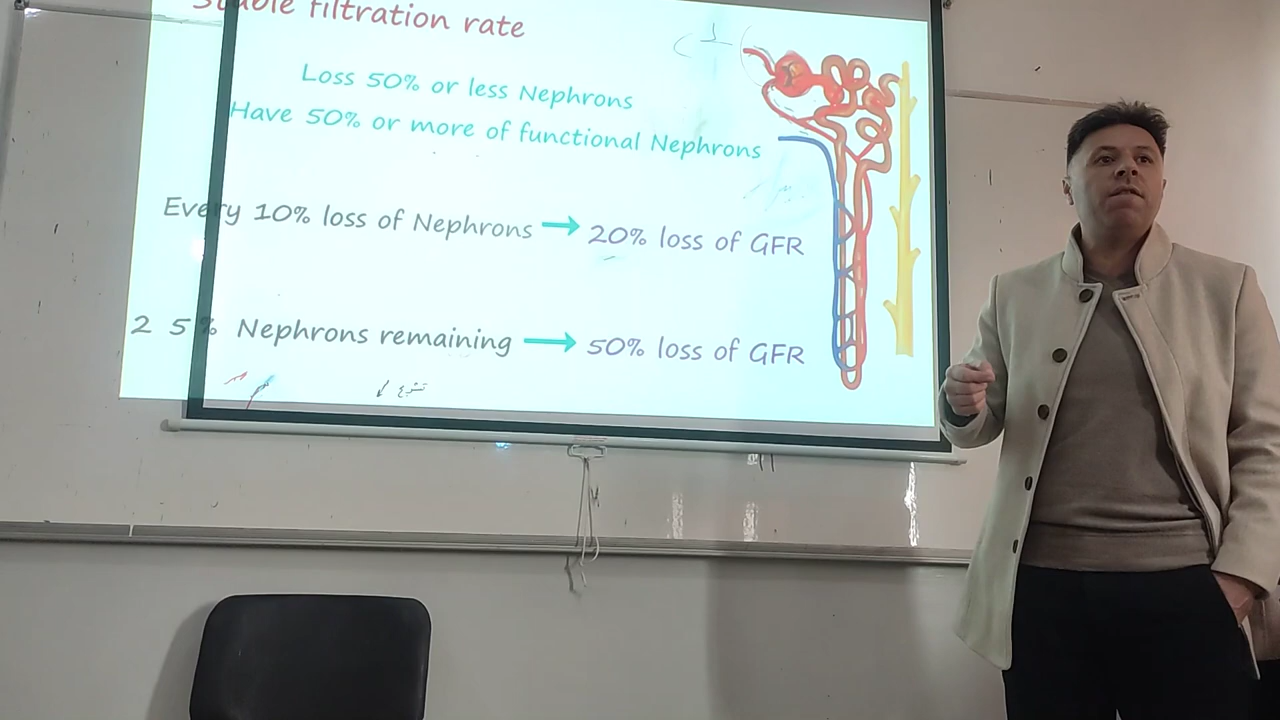 Stable filtration rate
Loss 50% or less Nephrons
Have 50% or more of functional Nephrons
Every 10% loss of Nephrons → 20% loss of GFR
2 5% Nephrons remaining → 50% loss of GFR